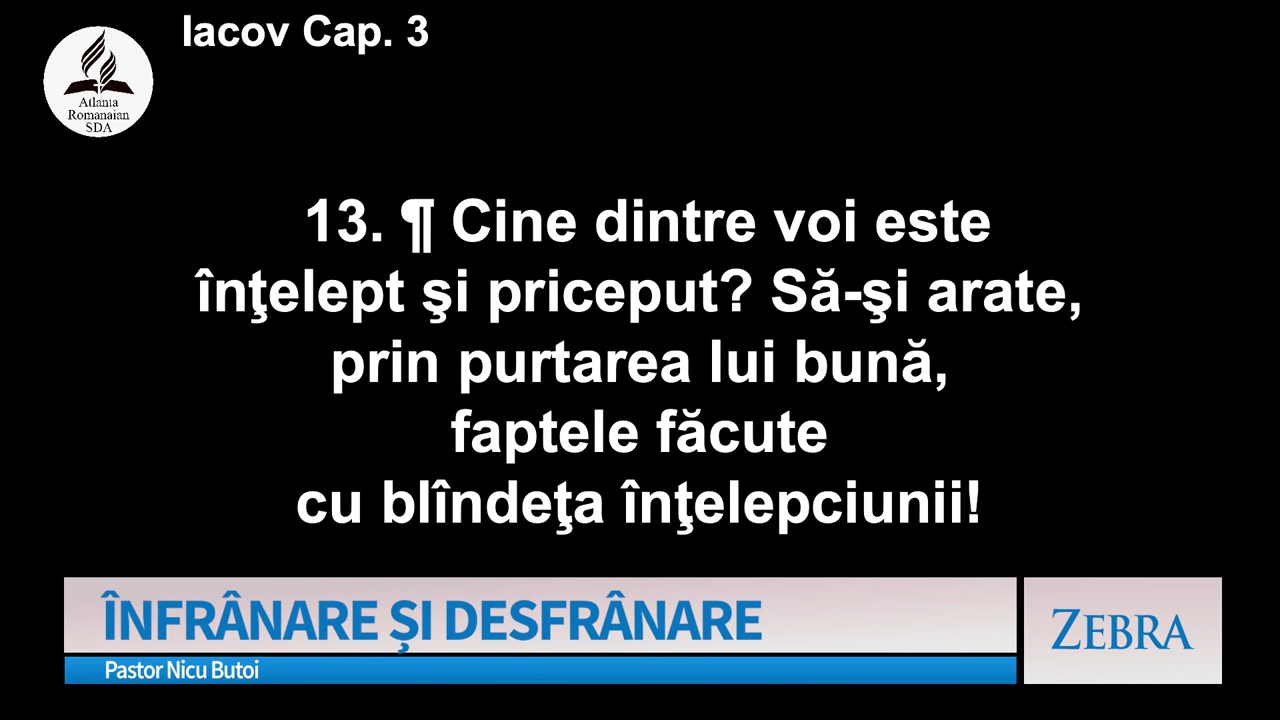 Iacov Cap. 3
Atlanta
Romanaian
SDA
13. ¶ Cine dintre voi este
înţelept şi priceput? Să-şi arate,
prin purtarea lui bună,
faptele făcute
cu blîndeţa înţelepciunii!
ÎNFRÂNARE ŞI DESFRÂNARE
Pastor Nicu Butoi
ZEBRA